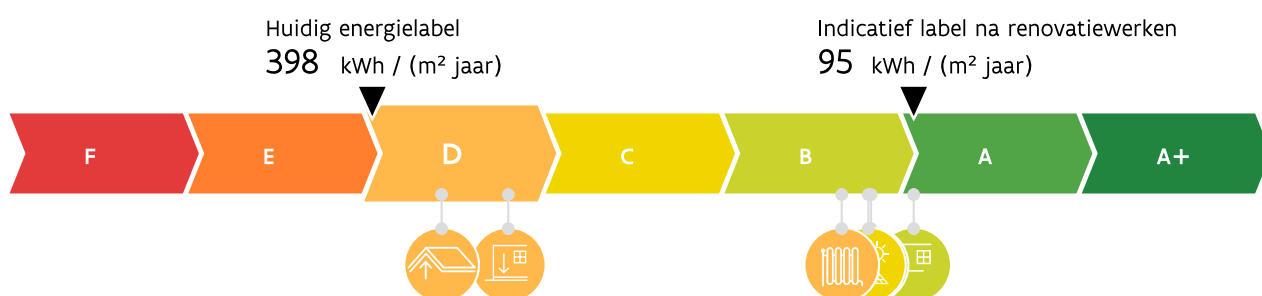 Huidig energielabel
398 kWh / (m² jaar)
Indicatief label na renovatiewerken
95 kWh / (m² jaar)
F E D C B A A+